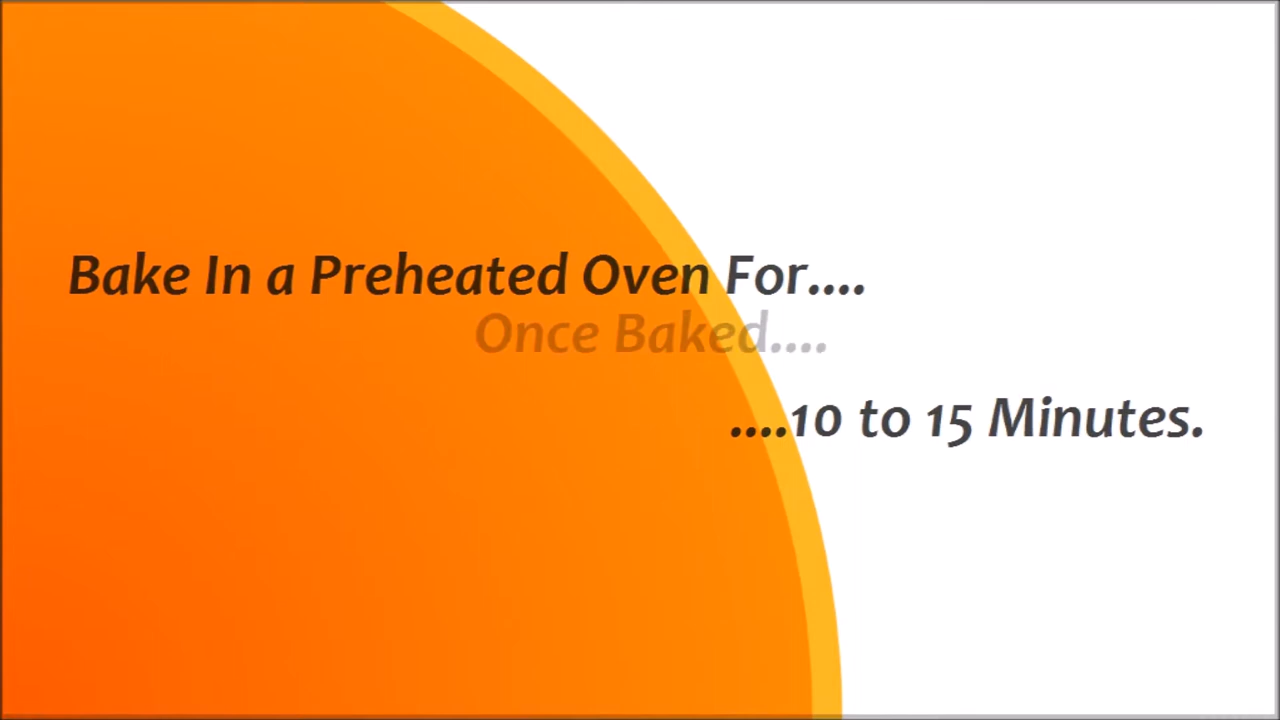 Bake In a Preheated Oven For....
Once Baked....
....10 to 15 Minutes.